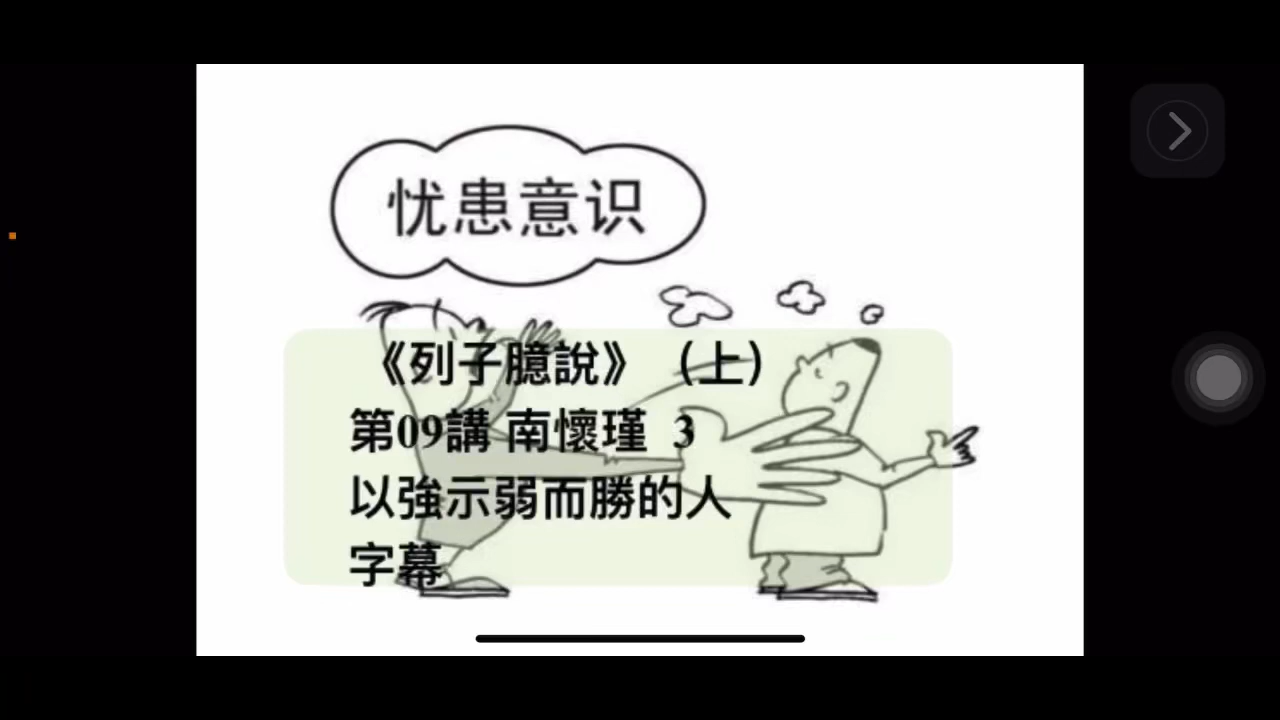 忧患意识
《列子臆說》（上）
第09講 南懷瑾 3
以強示弱而勝的人
字幕